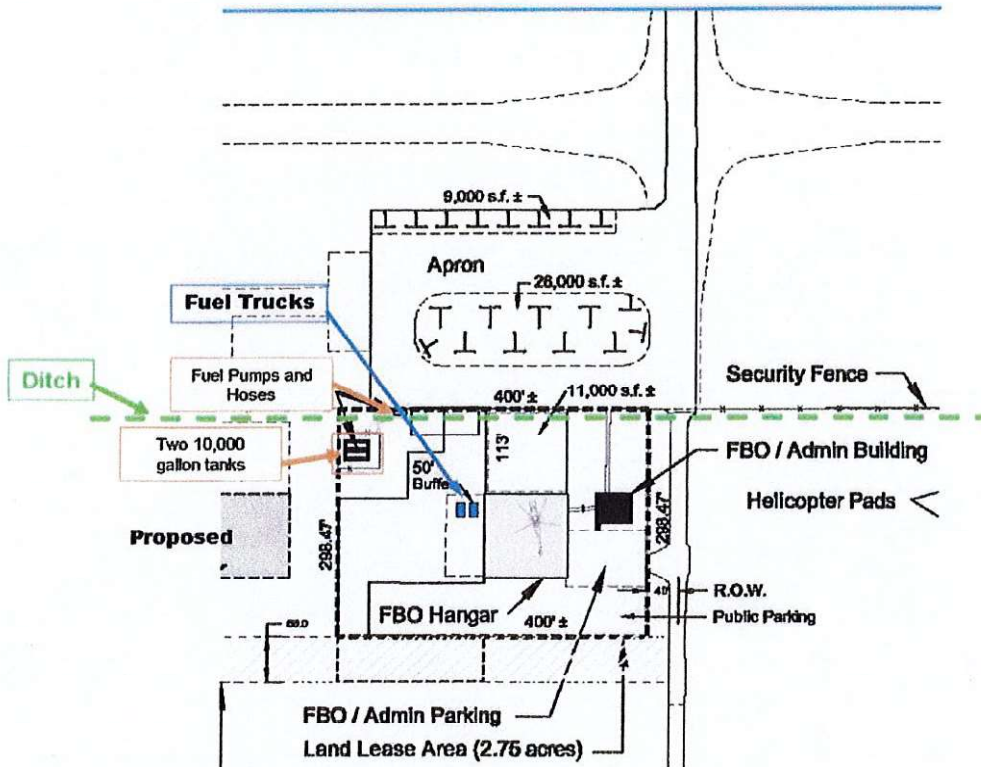 9,000 s.f. ±
Apron
26,000 s.f. ±
Fuel Trucks
Ditch
Fuel Pumps and
Hoses
400' ±
11,000 s.f. ±
Security Fence
Two 10,000
gallon tanks
113'
FBO / Admin Building
50'
Buffe
Helicopter Pads
Proposed
298.47'
298.47'
40'
R.O.W.
FBO Hangar
400' ±
Public Parking
FBO / Admin Parking
Land Lease Area (2.75 acres)